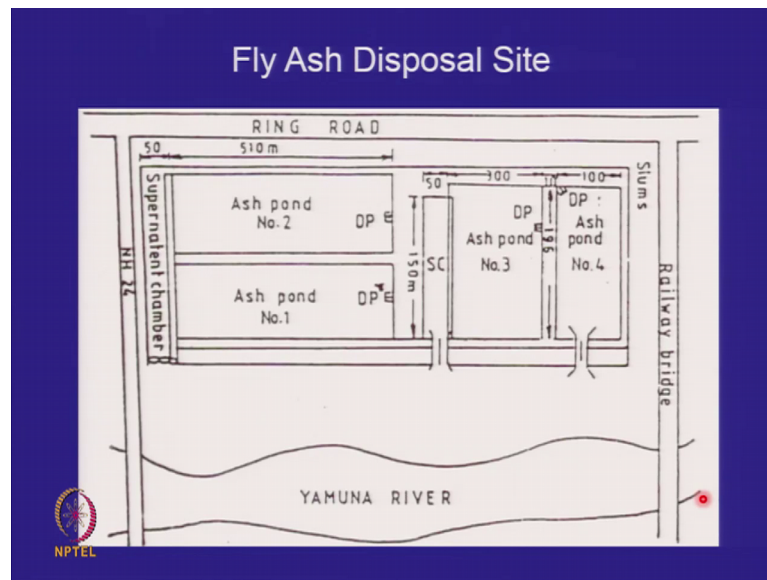 Fly Ash Disposal Site
RING ROAD
50
510 m
NH 24
Supernatent chamber
Ash pond
No. 2
DP
Ash pond
No. 1
DP
50
300
10
100
150m
SC
DP
Ash pond
No. 3
195
DP
Ash
pond
No. 4
Slums
Railway bridge
YAMUNA RIVER
NPTEL